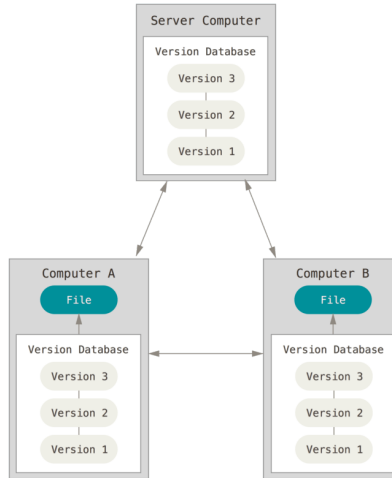 Server Computer
Version Database
Version 3
Version 2
Version 1
Computer A
File
Version Database
Version 3
Version 2
Version 1
Computer B
File
Version Database
Version 3
Version 2
Version 1